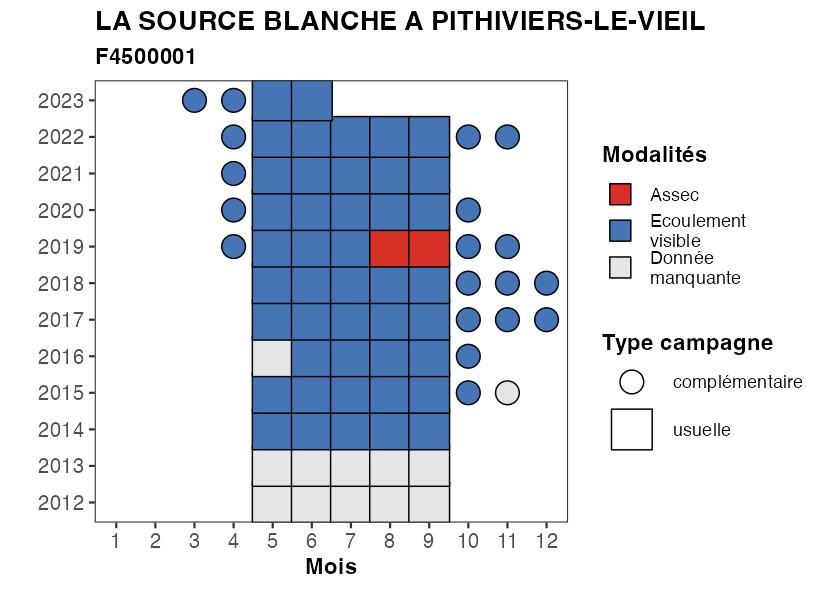 LA SOURCE BLANCHE A PITHIVIERS-LE-VIEIL
F4500001
2023
2022
2021
2020
2019
2018
2017
2016
2015
2014
2013
2012
1 2 3 4 5 6 7 8 9 10 11 12
Mois
Modalités
Assec
Ecoulement
visible
Donnée
manquante
Type campagne
complémentaire
usuelle